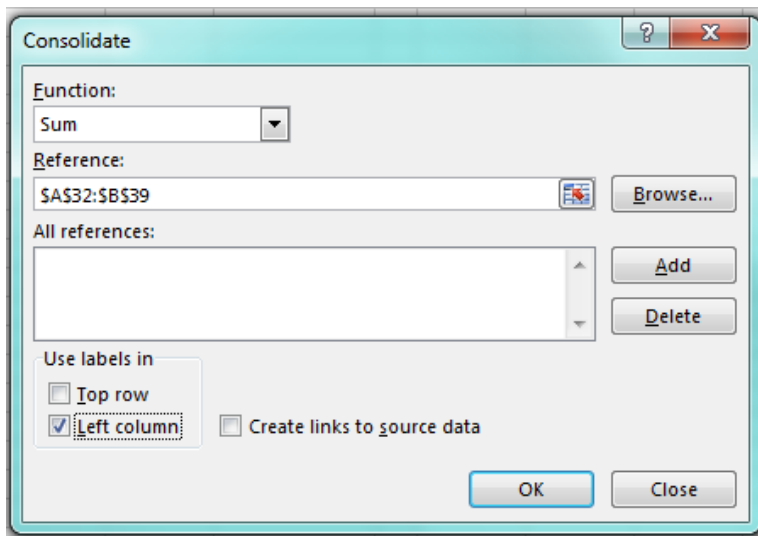 Consolidate
Function:
Sum
Reference:
$A$32:$B$39
Browse...
All references:
Add
Delete
Use labels in
Top row
Left column
Create links to source data
OK
Close